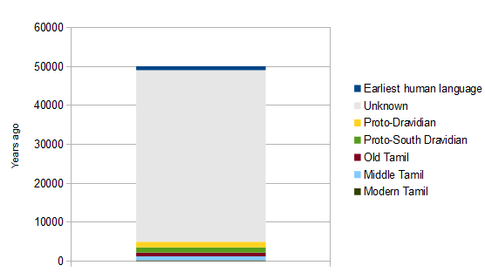 60000
50000
40000
30000
20000
10000
0
Years ago
Earliest human language
Unknown
Proto-Dravidian
Proto-South Dravidian
Old Tamil
Middle Tamil
Modern Tamil